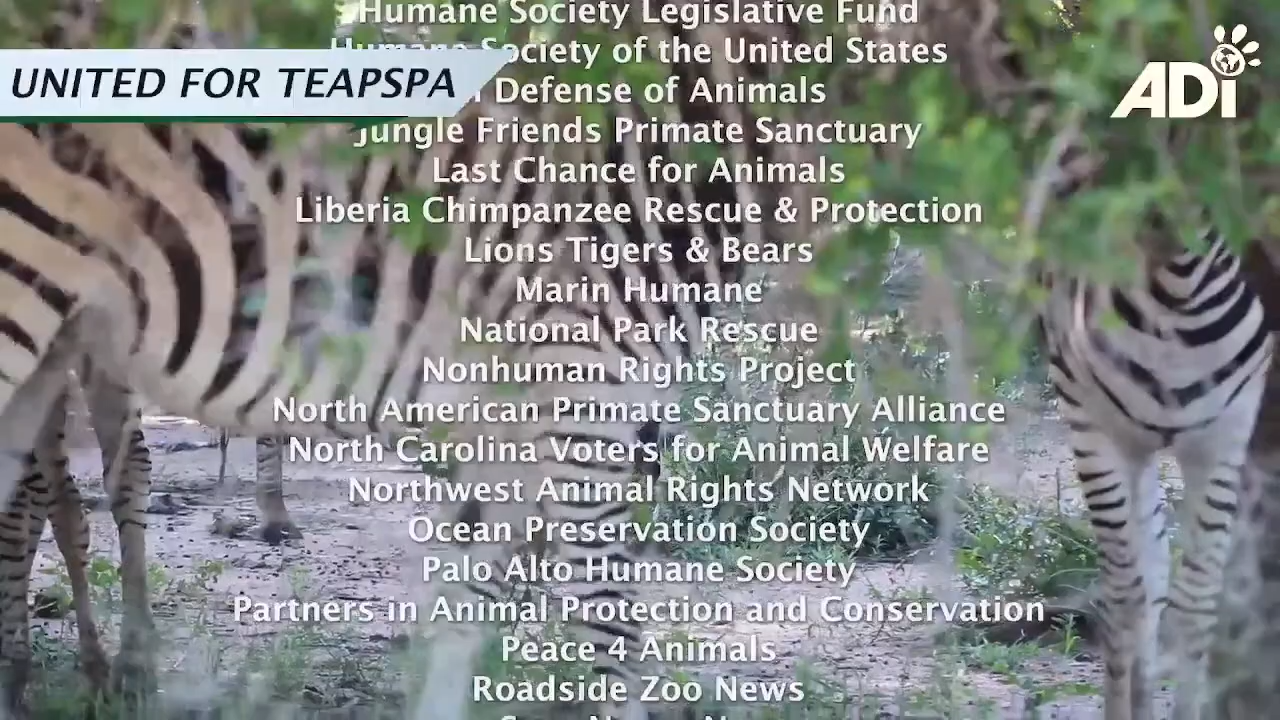 Humane Society Legislative Fund
Humane Society of the United States
UNITED FOR TEAPSPA
ADi
Defense of Animals
Jungle Friends Primate Sanctuary
Last Chance for Animals
Liberia Chimpanzee Rescue & Protection
Lions Tigers & Bears
Marin Humane
National Park Rescue
Nonhuman Rights Project
North American Primate Sanctuary Alliance
North Carolina Voters for Animal Welfare
Northwest Animal Rights Network
Ocean Preservation Society
Palo Alto Humane Society
Partners in Animal Protection and Conservation
Peace 4 Animals
Roadside Zoo News